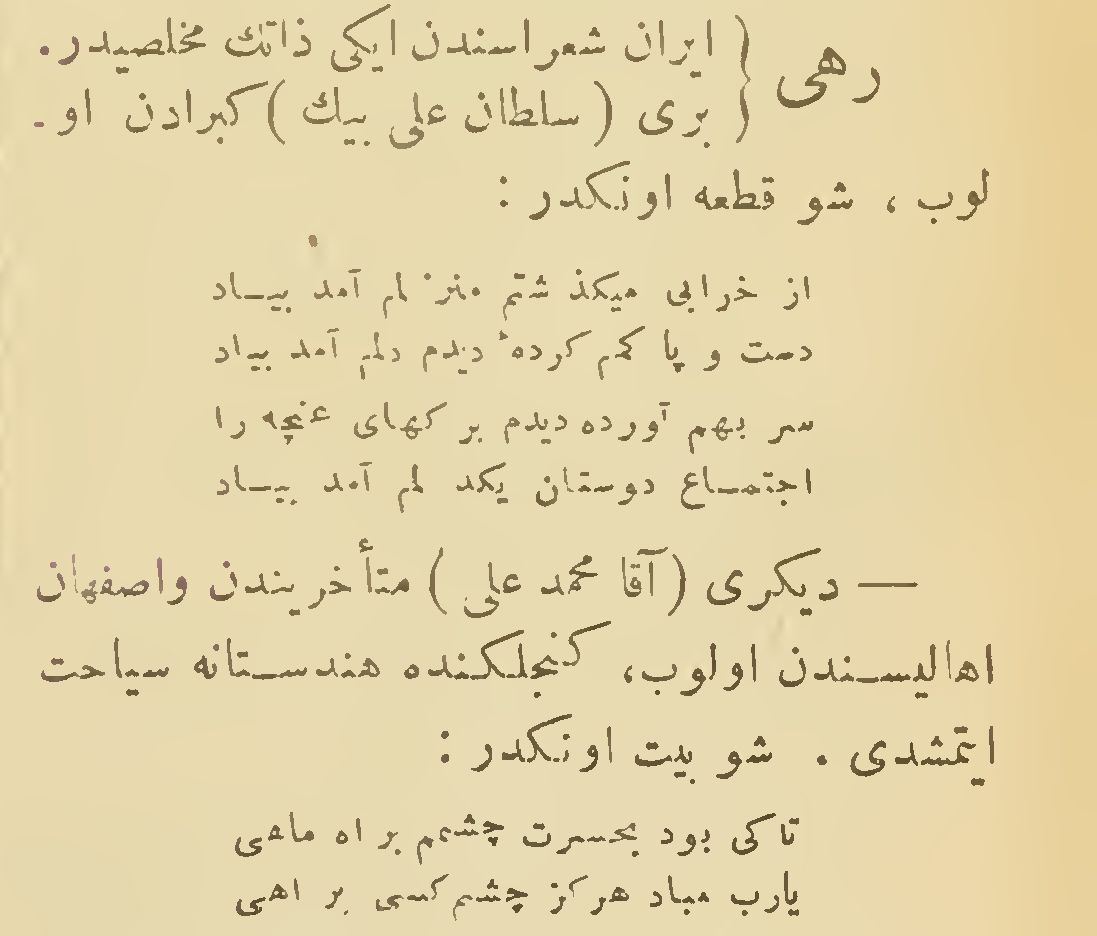 رهی { ایران شعراسندن ایکی ذاتك مخلصیدر.
بری (سلطان علی بیك) کبرادن او-
لوب ، شو قطعه اونکدر :
از خرابی میکذشتم منزلم آمد بیاد
دست و پا کم کردهٔ دیدم دلم آمد بیاد
سر بهم آورده دیدم برکهای غنچه را
اجتماع دوستان یکدلم آمد بیاد
— دیکری (آقا محمد علی) متأخریندن واصفهان
اهالیسندن اولوب، کنجلکنده هندستانه سیاحت
ایتمشدی . شو بیت اونکدر :
تاکی بود بحسرت چشمم براه ماهی
یارب مباد هرکز چشم کسی براهی